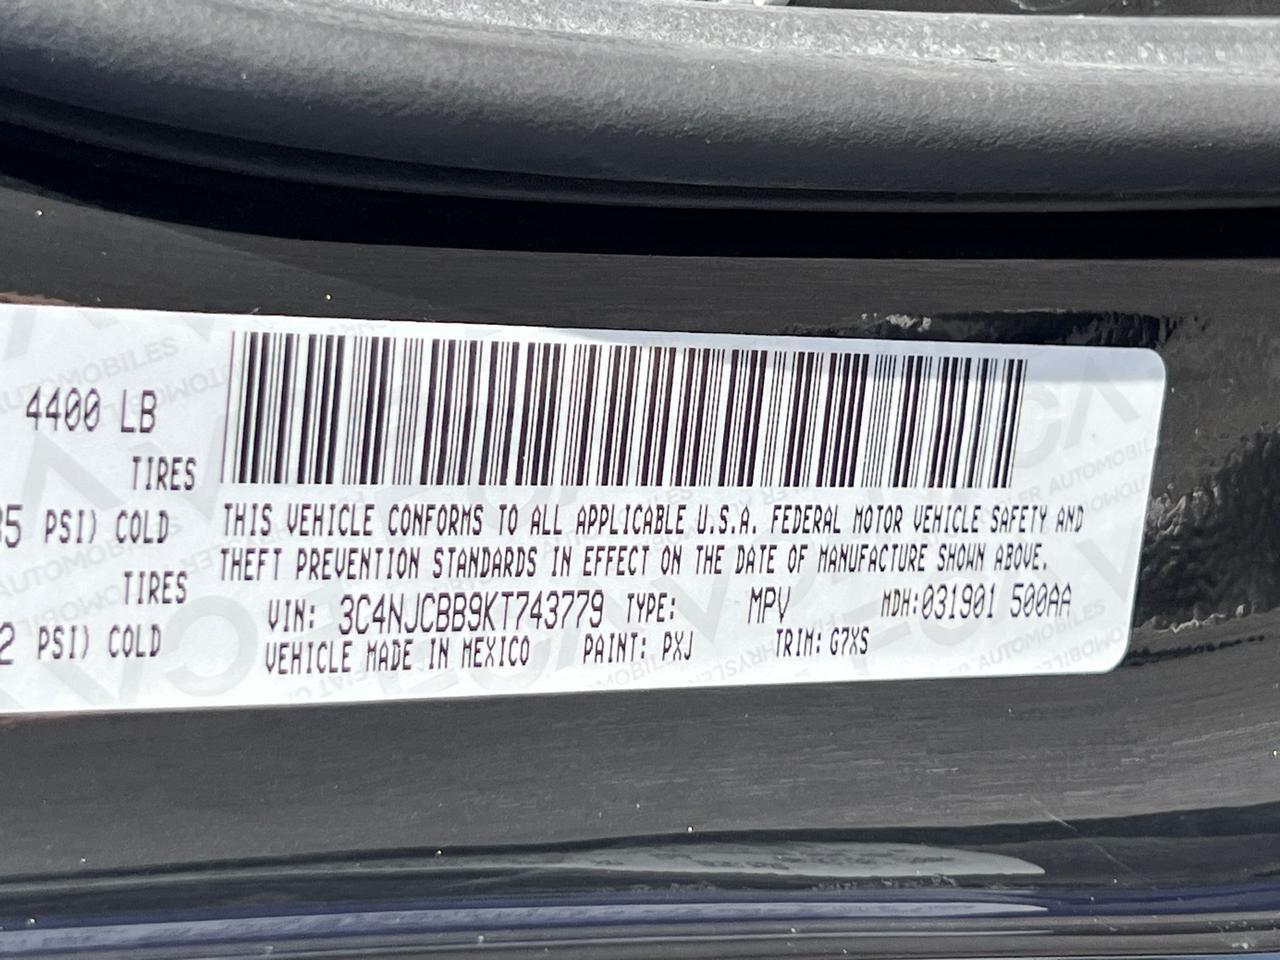 4400 LB
TIRES
35 PSI) COLD
TIRES
2 PSI) COLD
THIS VEHICLE CONFORMS TO ALL APPLICABLE U.S.A. FEDERAL MOTOR VEHICLE SAFETY AND
THEFT PREVENTION STANDARDS IN EFFECT ON THE DATE OF MANUFACTURE SHOWN ABOVE.
VIN: 3C4NJCBB9KT743779 TYPE: MPV MDH:031901 500AA
VEHICLE MADE IN MEXICO PAINT: PXJ TRIM: G7XS